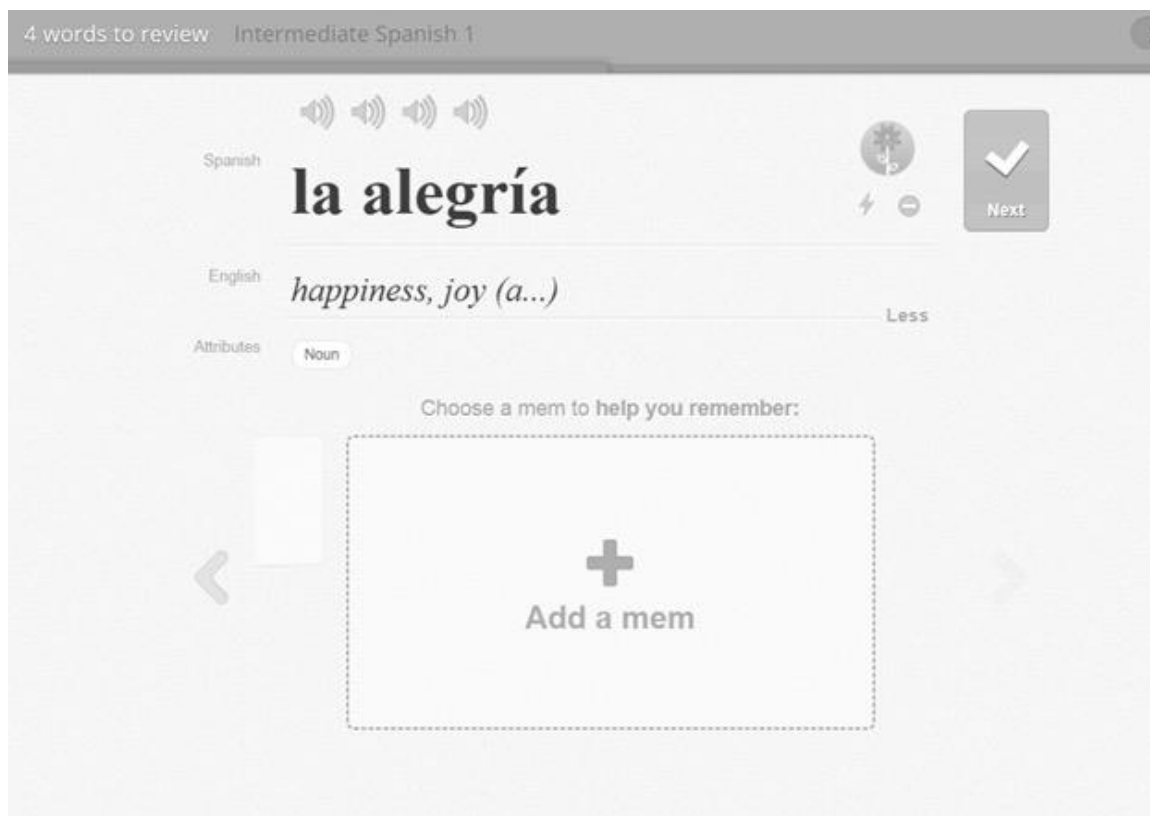 4 words to review Intermediate Spanish 1
Spanish
la alegría
Next
English
happiness, joy (a...)
Less
Attributes
Noun
Choose a mem to help you remember:
Add a mem